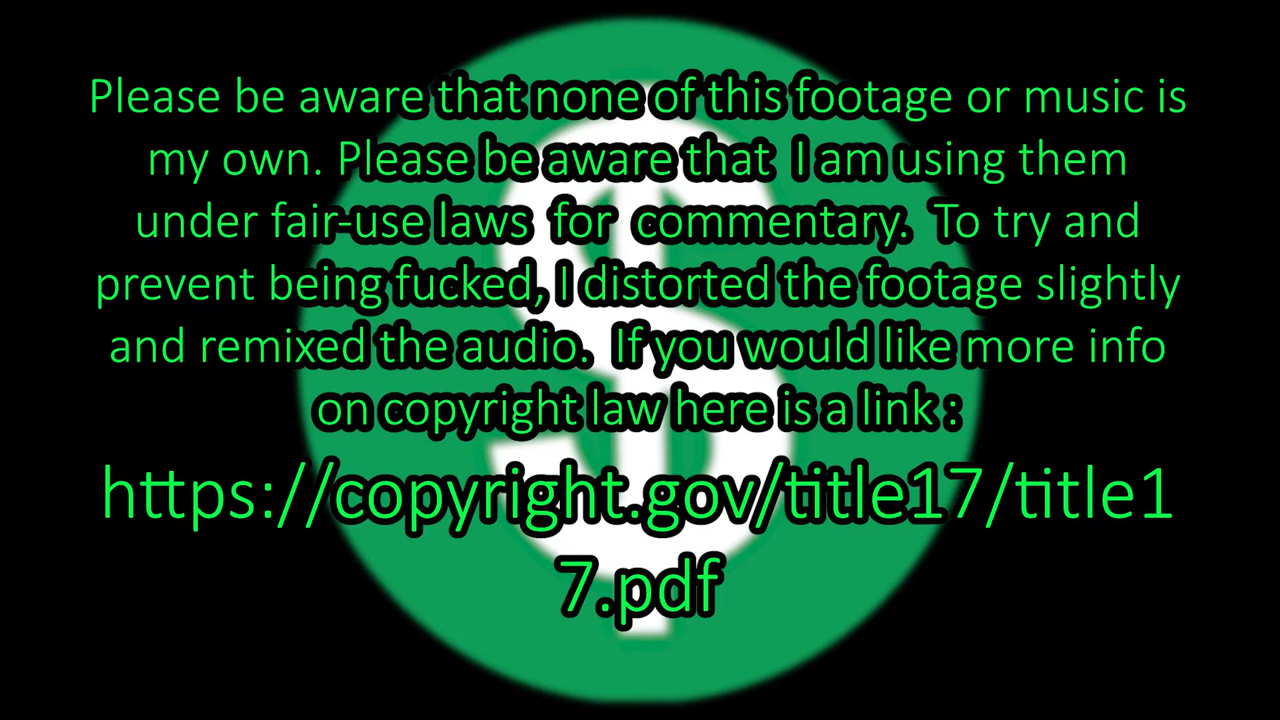 Please be aware that none of this footage or music is
my own. Please be aware that  I am using them
under fair-use laws  for  commentary.  To try and
prevent being fucked, I distorted the footage slightly
and remixed the audio.  If you would like more info
on copyright law here is a link :
https://copyright.gov/title17/title1
7.pdf